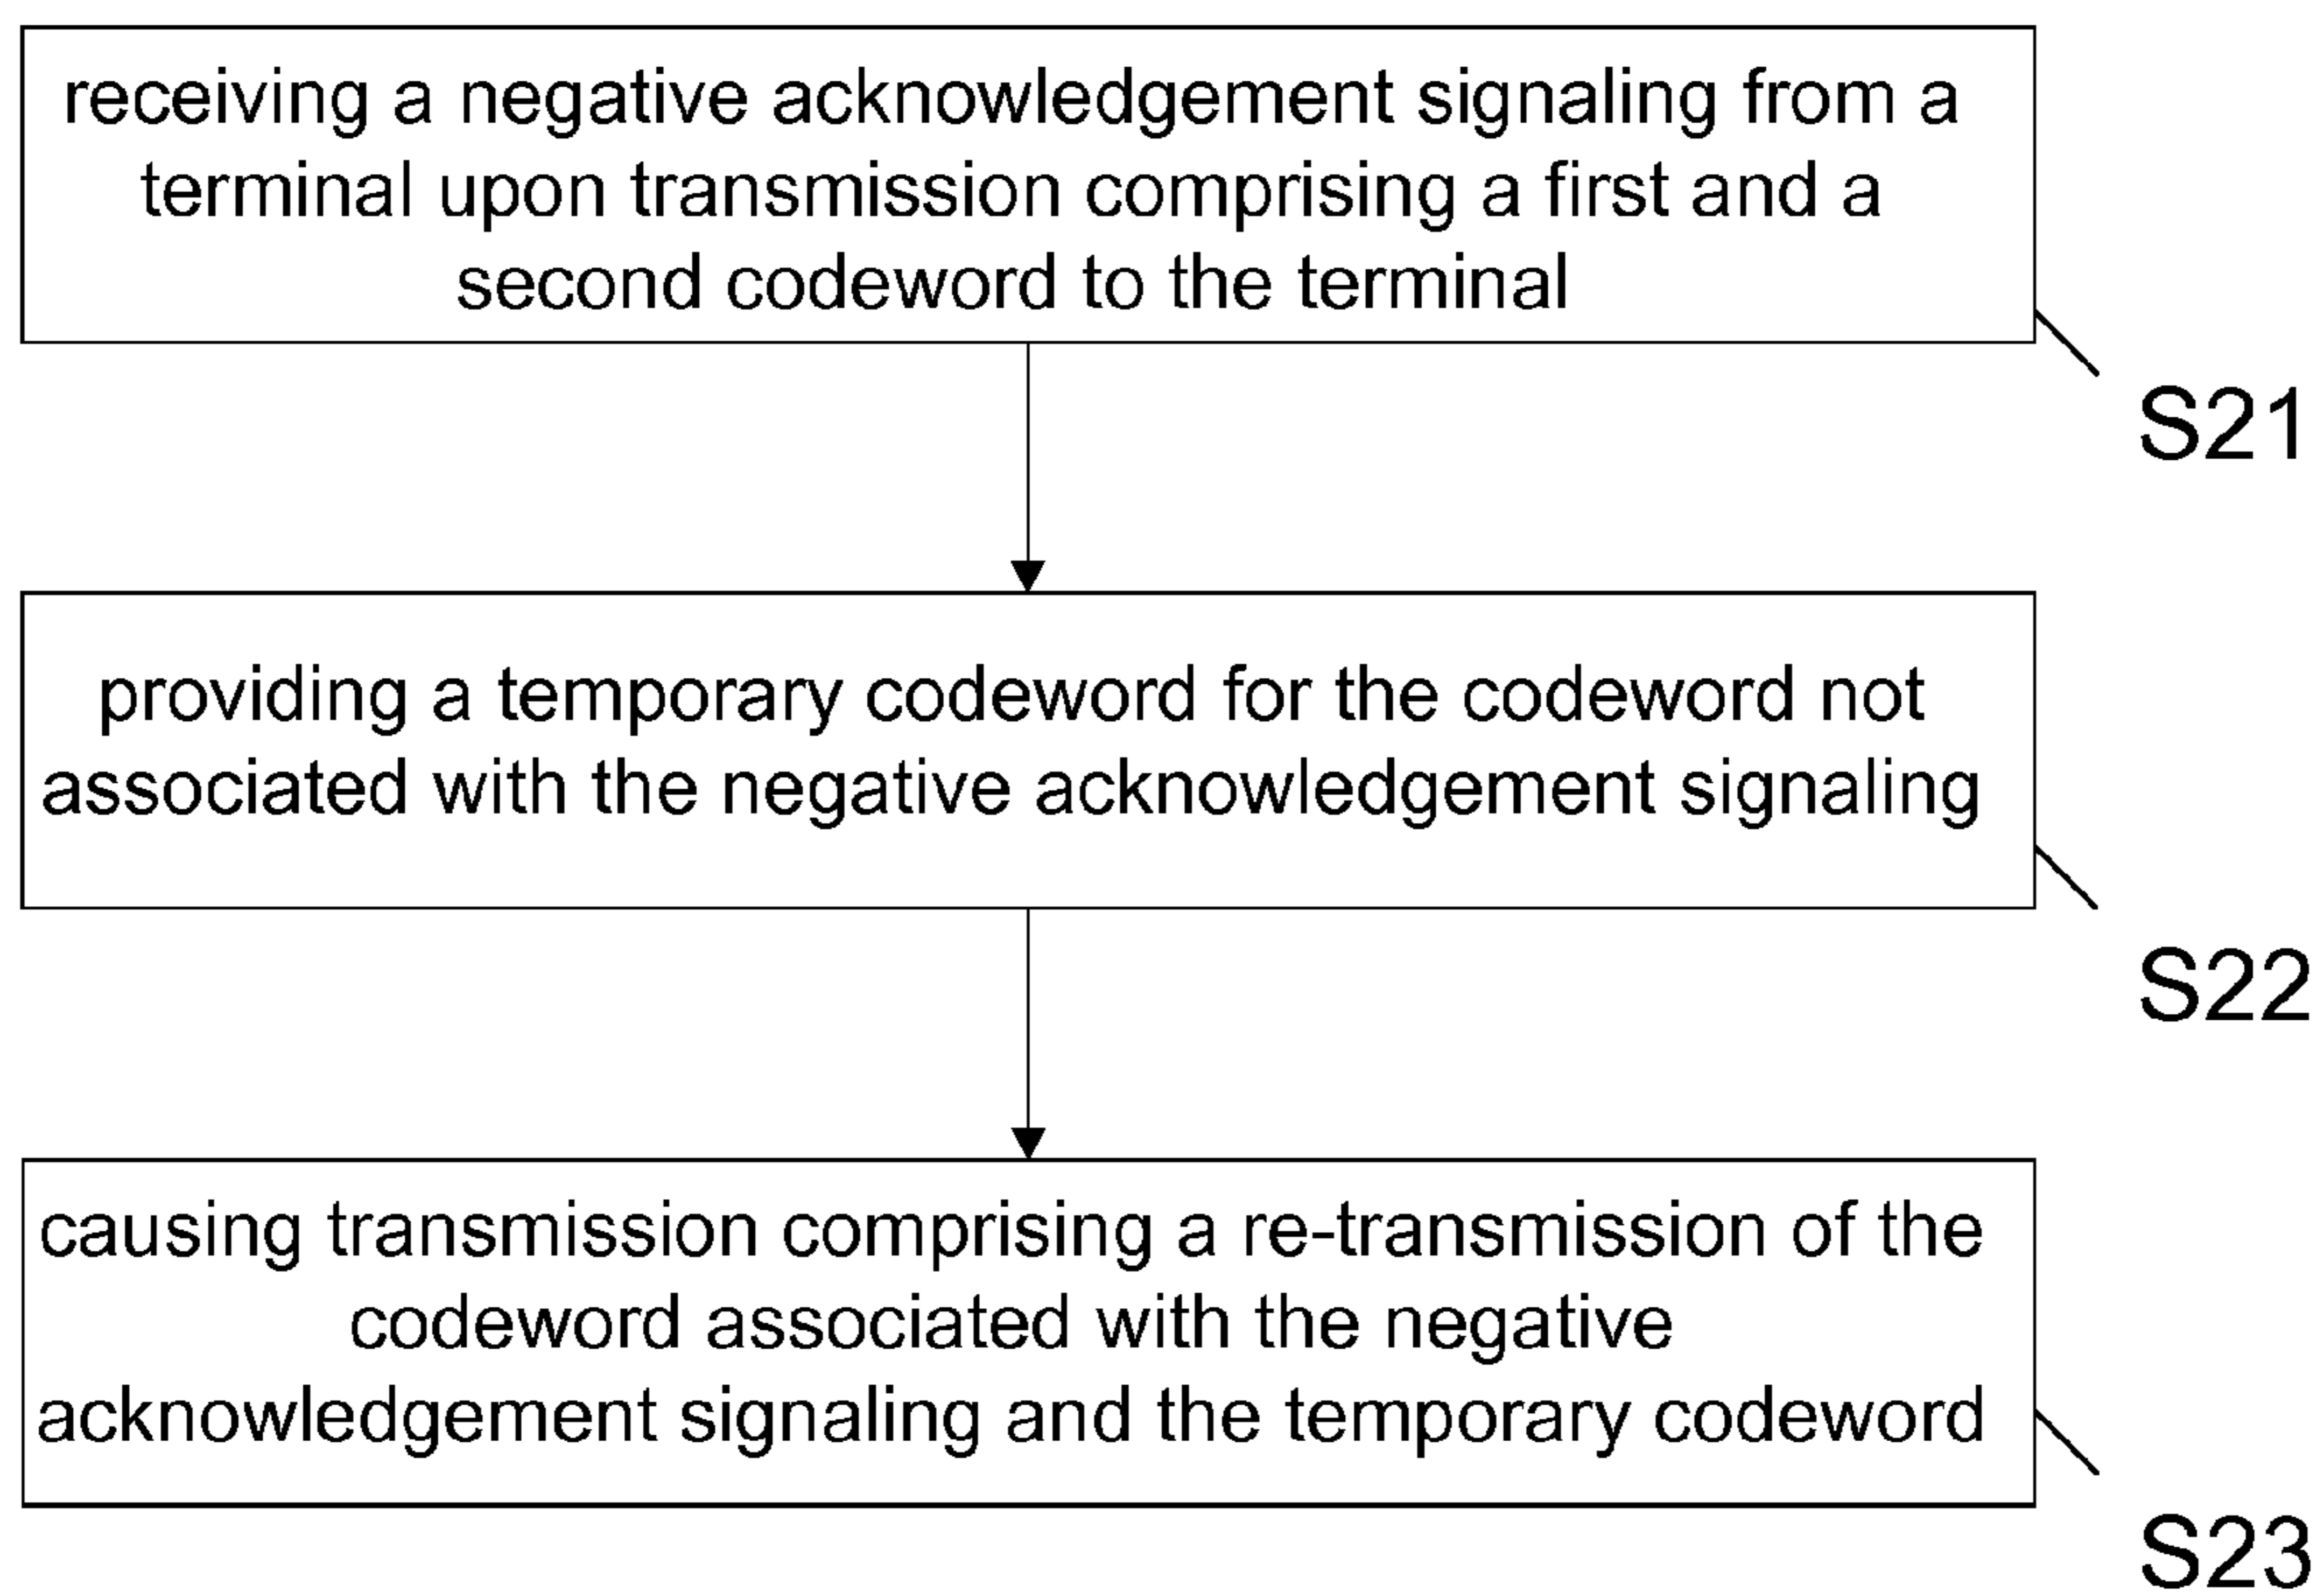 receiving a negative acknowledgement signaling from a
terminal upon transmission comprising a first and a
second codeword to the terminal
S21
providing a temporary codeword for the codeword not
associated with the negative acknowledgement signaling
S22
causing transmission comprising a re-transmission of the
codeword associated with the negative
acknowledgement signaling and the temporary codeword
S23